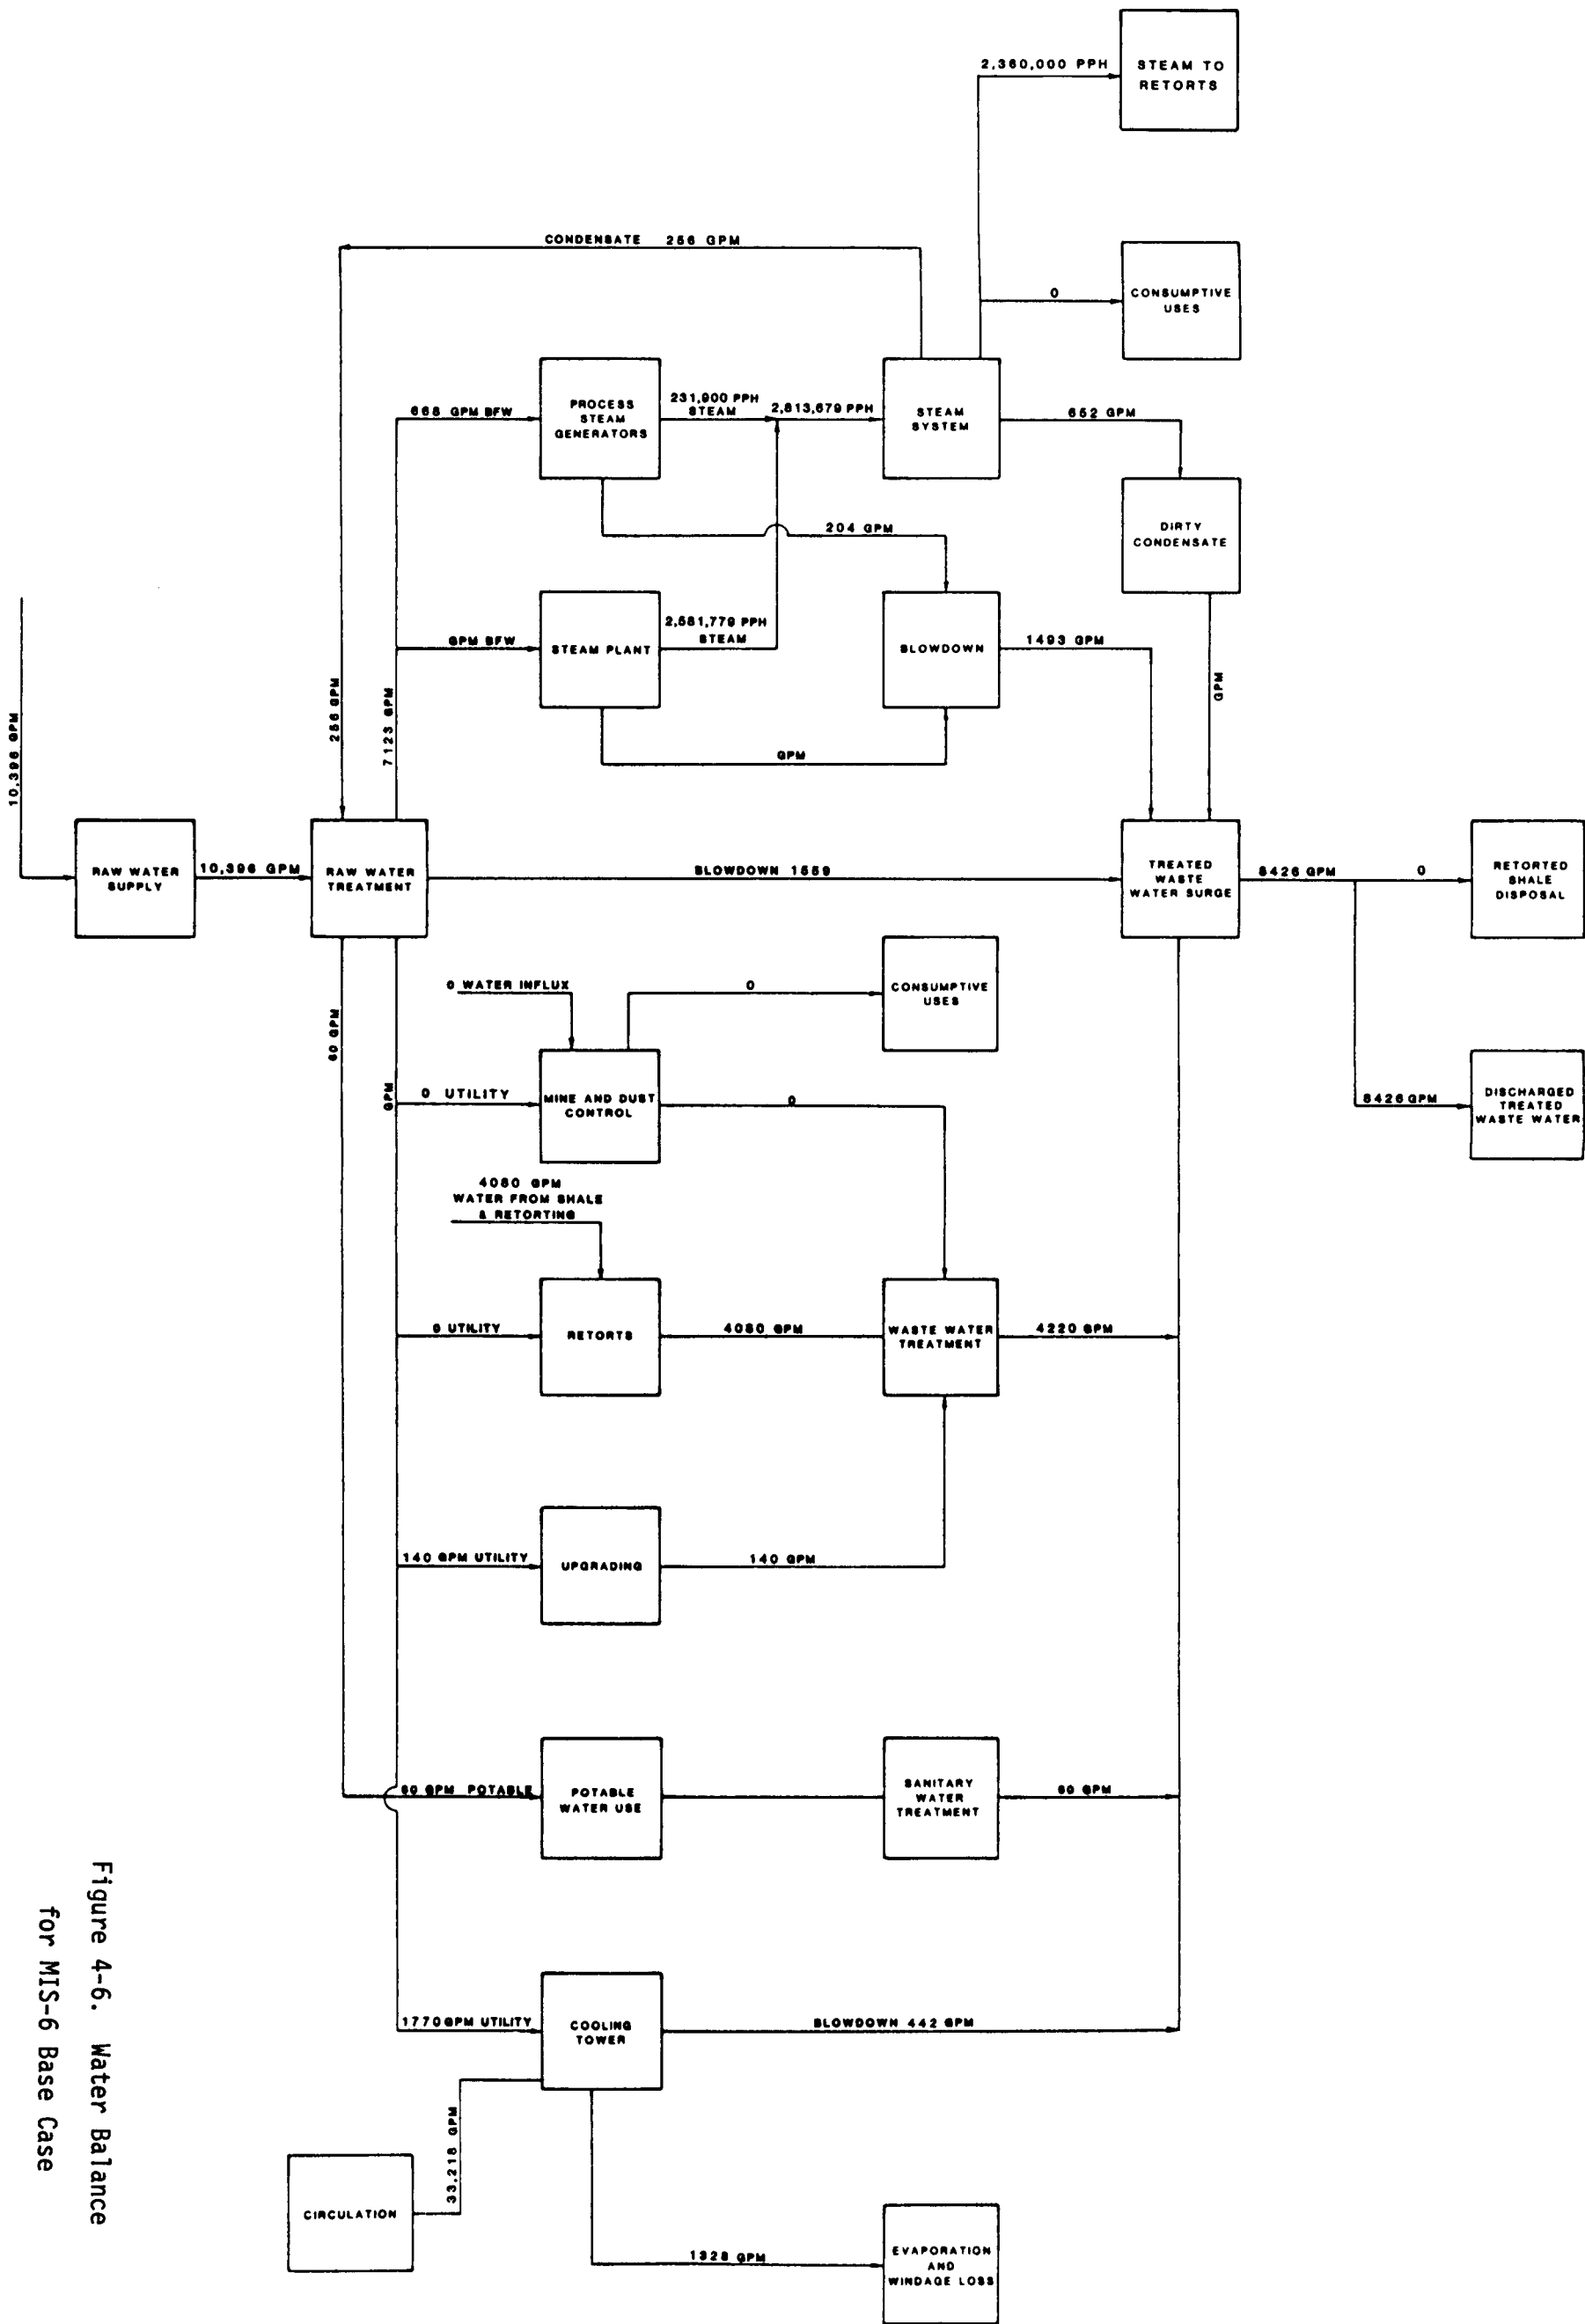 2,360,000 PPH
STEAM TO
RETORTS
CONDENSATE 256 GPM
0
CONSUMPTIVE
USES
668 GPM BFW
PROCESS
STEAM
GENERATORS
231,900 PPH
STEAM
2,813,679 PPH
STEAM
SYSTEM
652 GPM
204 GPM
DIRTY
CONDENSATE
GPM BFW
STEAM PLANT
2,581,779 PPH
STEAM
BLOWDOWN
1493 GPM
GPM
GPM
256 GPM
7123 GPM
10,396 GPM
RAW WATER
SUPPLY
10,396 GPM
RAW WATER
TREATMENT
BLOWDOWN 1559
TREATED
WASTE
WATER SURGE
8426 GPM
0
RETORTED
SHALE
DISPOSAL
60 GPM
GPM
0 WATER INFLUX
0
CONSUMPTIVE
USES
0 UTILITY
MINE AND DUST
CONTROL
0
8426 GPM
DISCHARGED
TREATED
WASTE WATER
4080 GPM
WATER FROM SHALE
& RETORTING
0 UTILITY
RETORTS
4080 GPM
WASTE WATER
TREATMENT
4220 GPM
140 GPM UTILITY
UPGRADING
140 GPM
60 GPM POTABLE
POTABLE
WATER USE
SANITARY
WATER
TREATMENT
60 GPM
1770 GPM UTILITY
COOLING
TOWER
BLOWDOWN 442 GPM
33,218 GPM
CIRCULATION
1328 GPM
EVAPORATION
AND
WINDAGE LOSS
Figure 4-6. Water Balance
for MIS-6 Base Case